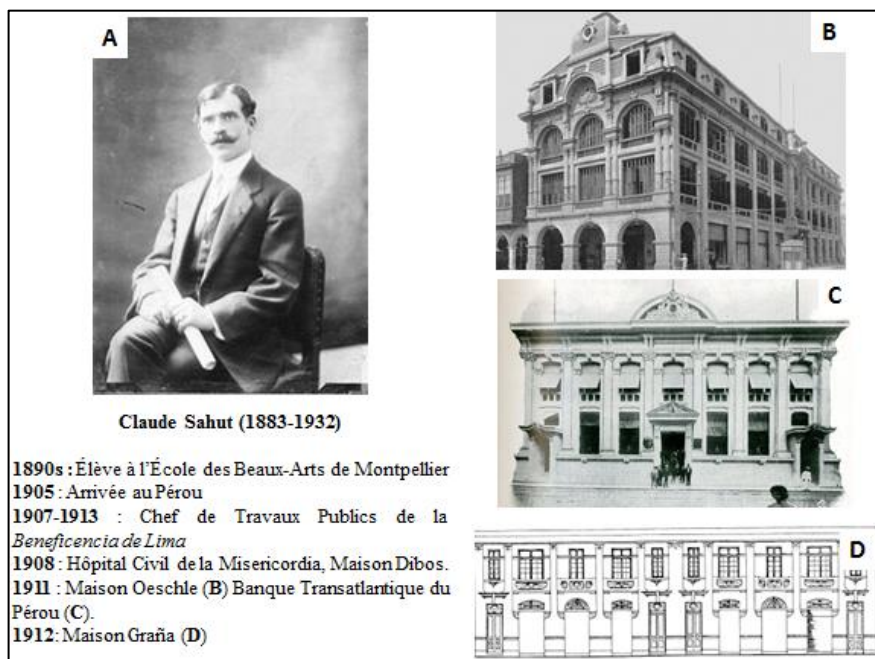 A
B
C
D
Claude Sahut (1883-1932)
1890s : Élève à l’École des Beaux-Arts de Montpellier
1905 : Arrivée au Pérou
1907-1913 : Chef de Travaux Publics de la
Beneficencia de Lima
1908 : Hôpital Civil de la Misericordia, Maison Dibos.
1911 : Maison Oeschle (B) Banque Transatlantique du
Pérou (C).
1912: Maison Graña (D)